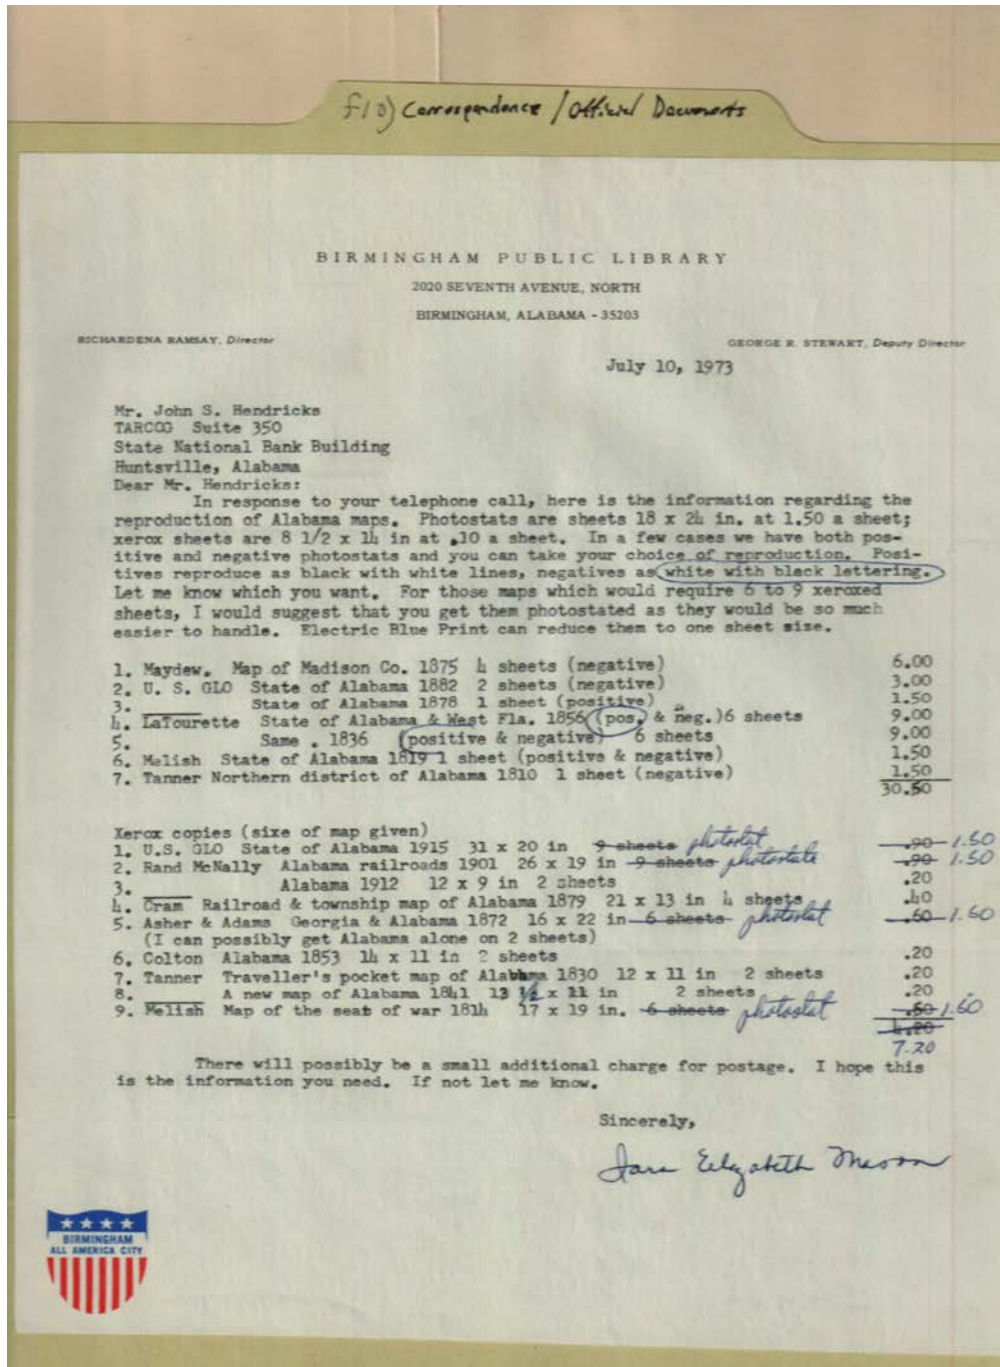 f10) Correspondence / Official Documents
BIRMINGHAM PUBLIC LIBRARY
2020 SEVENTH AVENUE, NORTH
BIRMINGHAM, ALABAMA - 35203
RICHARDENA RAMSAY, Director
GEORGE R. STEWART, Deputy Director
July 10, 1973
Mr. John S. Hendricks
TARCOG Suite 350
State National Bank Building
Huntsville, Alabama
Dear Mr. Hendricks:
In response to your telephone call, here is the information regarding the
reproduction of Alabama maps. Photostats are sheets 18 x 24 in. at 1.50 a sheet;
xerox sheets are 8 1/2 x 14 in at .10 a sheet. In a few cases we have both pos-
itive and negative photostats and you can take your choice of reproduction. Posi-
tives reproduce as black with white lines, negatives as white with black lettering.
Let me know which you want. For those maps which would require 6 to 9 xeroxed
sheets, I would suggest that you get them photostated as they would be so much
easier to handle. Electric Blue Print can reduce them to one sheet size.
1. Maydew. Map of Madison Co. 1875 4 sheets (negative) 6.00
2. U. S. GLO State of Alabama 1882 2 sheets (negative) 3.00
3. State of Alabama 1878 1 sheet (positive) 1.50
4. LaTourette State of Alabama & West Fla. 1856 (pos. & neg.) 6 sheets 9.00
5. Same . 1836 (positive & negative) 6 sheets 9.00
6. Melish State of Alabama 1819 1 sheet (positive & negative) 1.50
7. Tanner Northern district of Alabama 1810 1 sheet (negative) 1.50
30.50
Xerox copies (sixe of map given)
1. U.S. GLO State of Alabama 1915 31 x 20 in 9 sheets photostat .90 1.50
2. Rand McNally Alabama railroads 1901 26 x 19 in 9 sheets photostats .90 1.50
3. Alabama 1912 12 x 9 in 2 sheets .20
4. Cram Railroad & township map of Alabama 1879 21 x 13 in 4 sheets .40
5. Asher & Adams Georgia & Alabama 1872 16 x 22 in 6 sheets photostat .60 1.50
(I can possibly get Alabama alone on 2 sheets)
6. Colton Alabama 1853 14 x 11 in 2 sheets .20
7. Tanner Traveller's pocket map of Alabama 1830 12 x 11 in 2 sheets .20
8. A new map of Alabama 1841 13 1/2 x 11 in 2 sheets .20
9. Melish Map of the seat of war 1814 17 x 19 in. 6 sheets photostat .60 1.50
4.20
7.20
There will possibly be a small additional charge for postage. I hope this
is the information you need. If not let me know.
Sincerely,
Elizabeth Mason
BIRMINGHAM
ALL AMERICA CITY